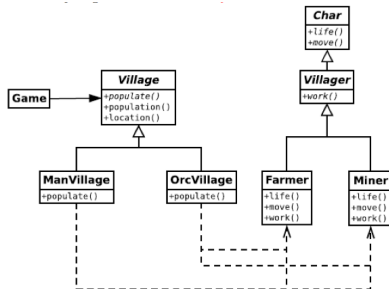 Char
+life()
+move()
Village
+populate()
+population()
+location()
Villager
+work()
Game
ManVillage
+populate()
OrcVillage
+populate()
Farmer
+life()
+move()
+work()
Miner
+life()
+move()
+work()